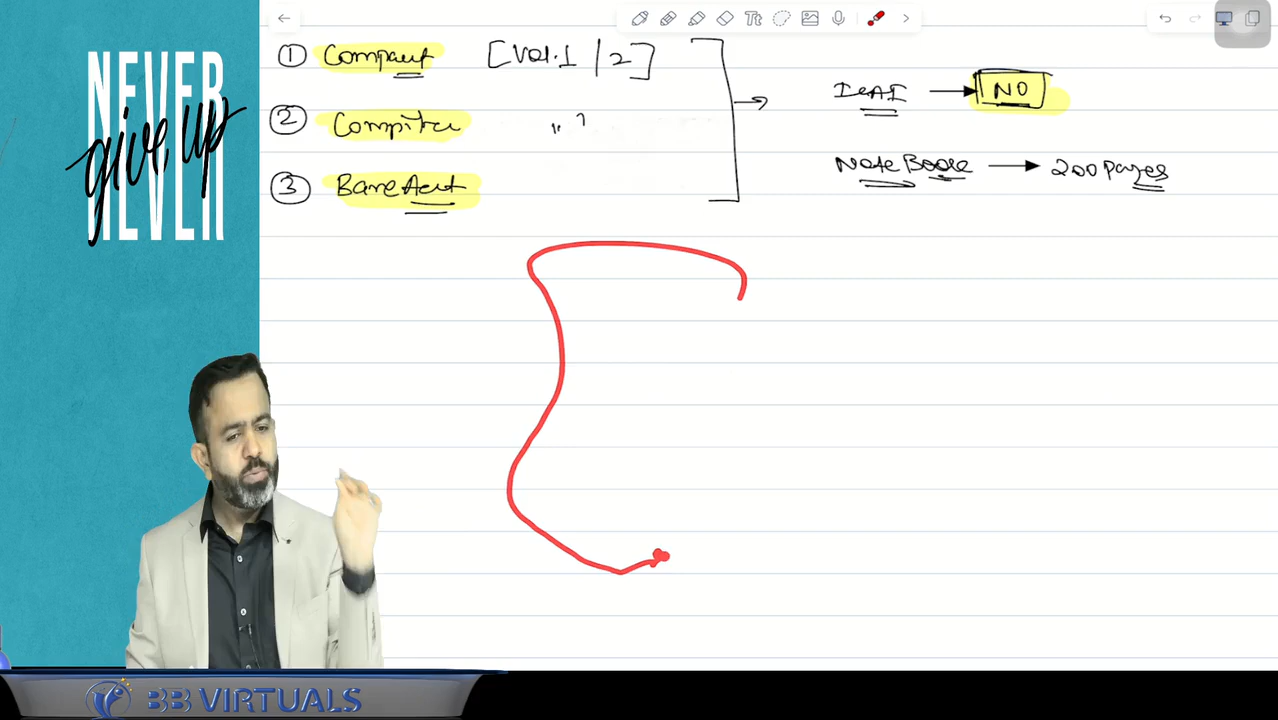 NEVER
give up
NEVER
① Compact [Vol.1 | 2]
② Compiler " "
③ Bare Act
ICAI → NO
Note Book → 200 pages
BB VIRTUALS